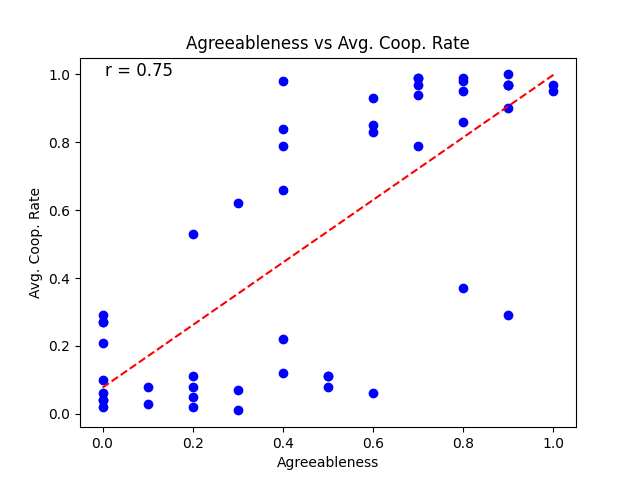 Agreeableness vs Avg. Coop. Rate
r = 0.75
1.0
0.8
0.6
0.4
0.2
0.0
Avg. Coop. Rate
0.0 0.2 0.4 0.6 0.8 1.0
Agreeableness